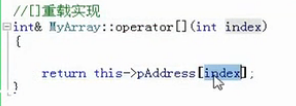 //[]重载实现
int& MyArray::operator[](int index)
{
return this->pAddress[index];
}